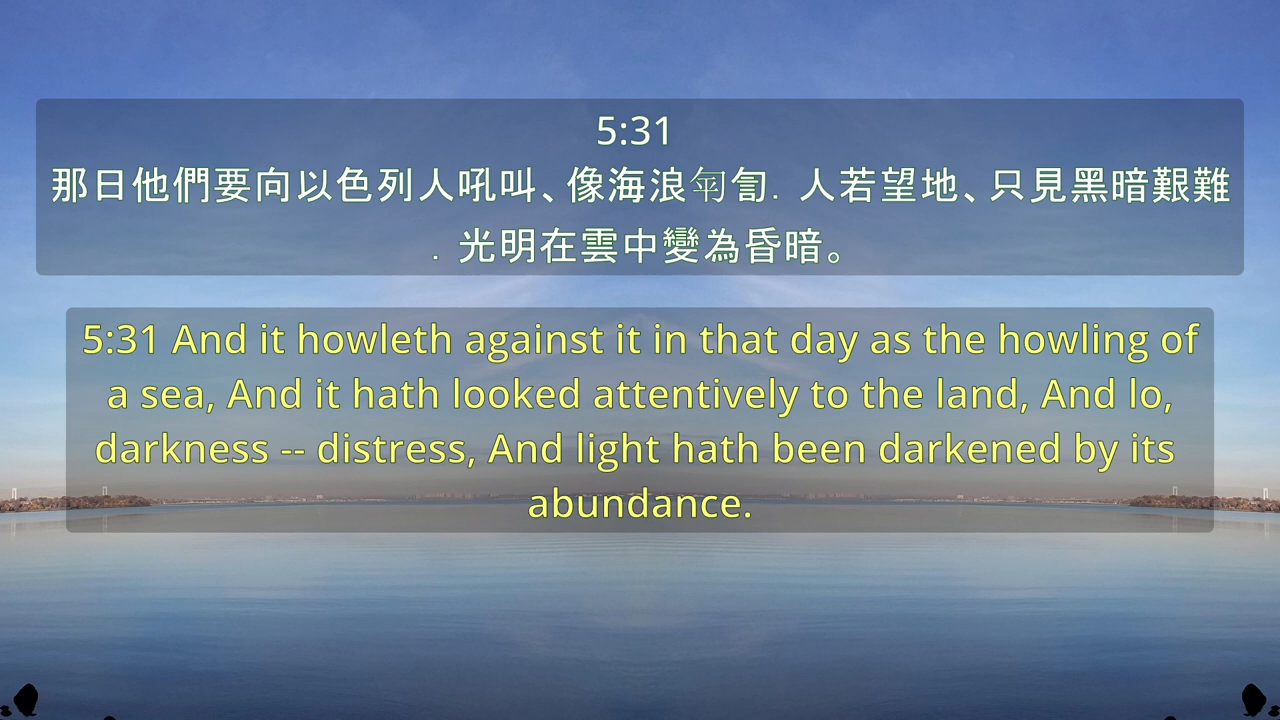 5:31
那日他們要向以色列人吼叫、像海浪匉訇．人若望地、只見黑暗艱難
．光明在雲中變為昏暗。
5:31 And it howleth against it in that day as the howling of
a sea, And it hath looked attentively to the land, And lo,
darkness -- distress, And light hath been darkened by its
abundance.